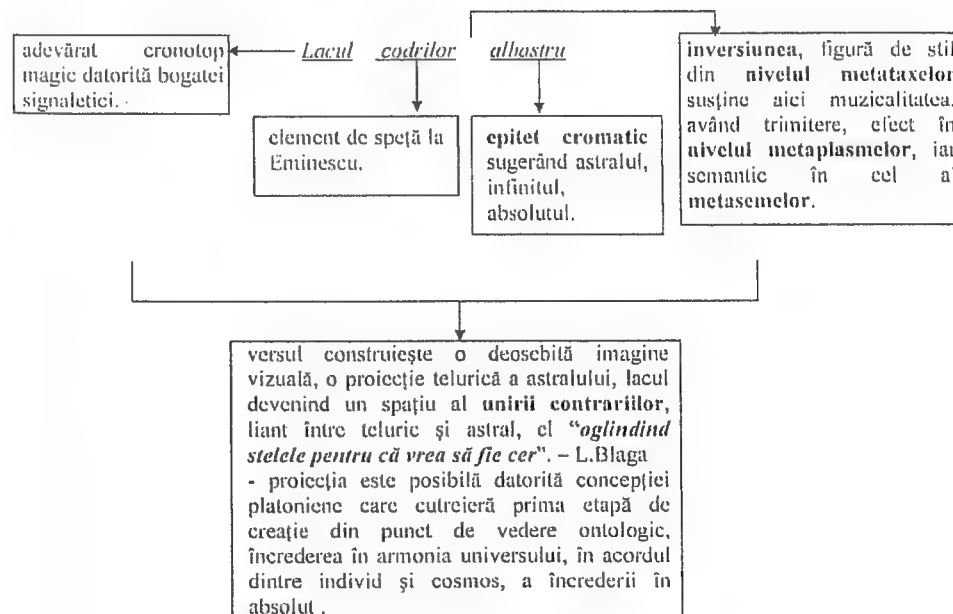 Lacul codrilor albastru
adevărat cronotop
magic datorită bogatei
signaletici.
element de speță la
Eminescu.
epitet cromatic
sugerând astralul,
infinitul,
absolutul.
inversiunea, figură de stil
din nivelul metataxelor
susține aici muzicalitatea,
având trimitere, efect în
nivelul metaplasmelor, iar
semantic în cel al
metasemelor.
versul construiește o deosebită imagine
vizuală, o proiecție telurică a astralului, lacul
devenind un spațiu al unirii contrariilor,
liant între teluric și astral, el "oglindind
stelele pentru că vrea să fie cer". – L.Blaga
- proiecția este posibilă datorită concepției
platoniene care cutreieră prima etapă de
creație din punct de vedere ontologic,
încrederea în armonia universului, în acordul
dintre individ și cosmos, a încrederii în
absolut .